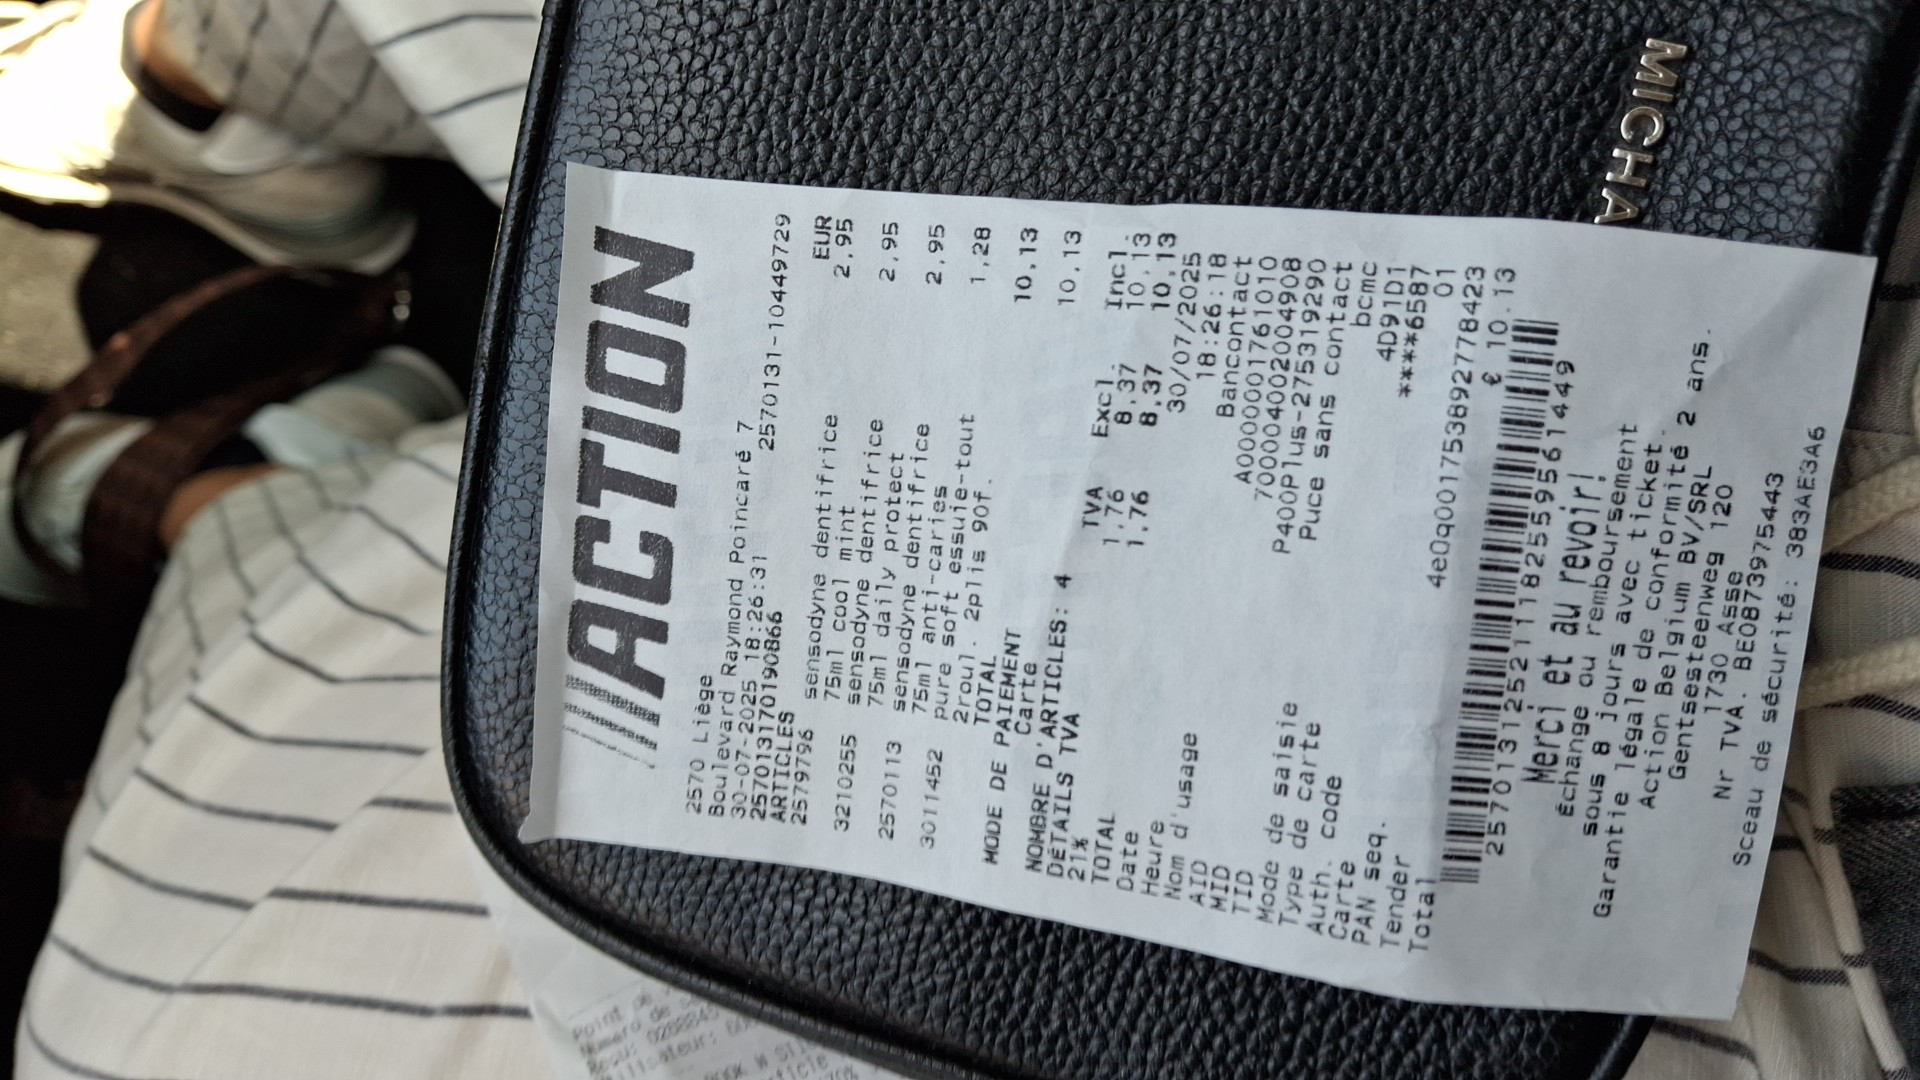 ACTION
2570 Liège
Boulevard Raymond Poincaré 7
30-07-2025 18:26:31 2570131-10449729
2570131170190866
ARTICLES EUR
2579796 sensodyne dentifrice 2,95
75ml cool mint
3210255 sensodyne dentifrice 2,95
75ml daily protect
2570113 sensodyne dentifrice 2,95
75ml anti-caries
3011452 pure soft essuie-tout 1,28
2roul. 2plis 90f.
TOTAL 10,13
MODE DE PAIEMENT
Carte 10,13
NOMBRE D'ARTICLES: 4
DÉTAILS TVA TVA Excl. Incl.
21% 1,76 8,37 10,13
TOTAL 1,76 8,37 10,13
Date 30/07/2025
Heure 18:26:18
Nom d'usage Bancontact
AID A0000001761010
MID 700004002004908
TID P400Plus-275319290
Mode de saisie Puce sans contact
Type de carte bcmc
Auth. code 4D91D1
Carte ****6587
PAN seq. 01
Tender 4e0q001753892778423
Total € 10.13
257013125211182559561449
Merci et au revoir!
Échange ou remboursement
sous 8 jours avec ticket.
Garantie légale de conformité 2 ans.
Action Belgium BV/SRL
Gentsesteenweg 120
1730 Asse
Nr TVA. BE0873975443
Sceau de sécurité: 383AE3A6
MICHA
Point de
Numéro de